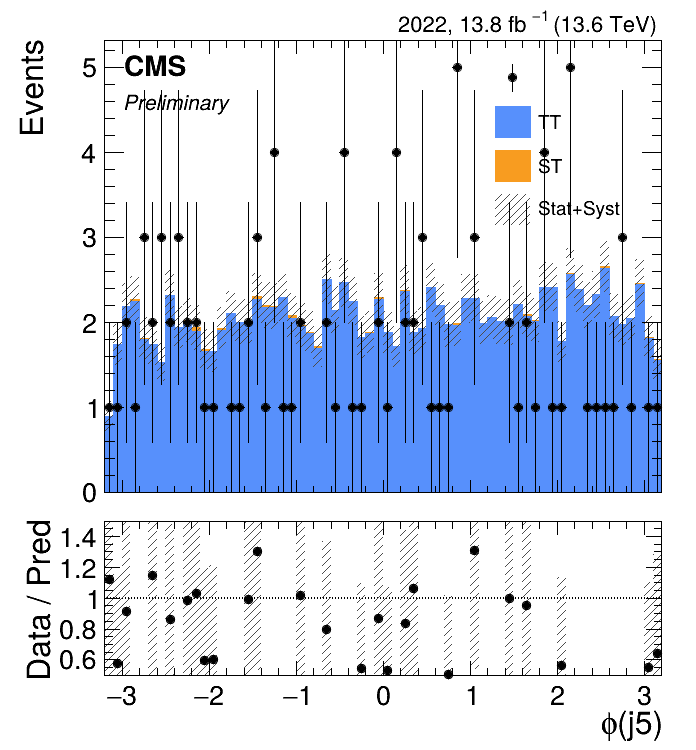 2022, 13.8 fb⁻¹ (13.6 TeV)
CMS
Preliminary
Events
TT
ST
Stat+Syst
5
4
3
2
1
0
Data / Pred
1.4
1.2
1
0.8
0.6
−3 −2 −1 0 1 2 3
ϕ(j5)